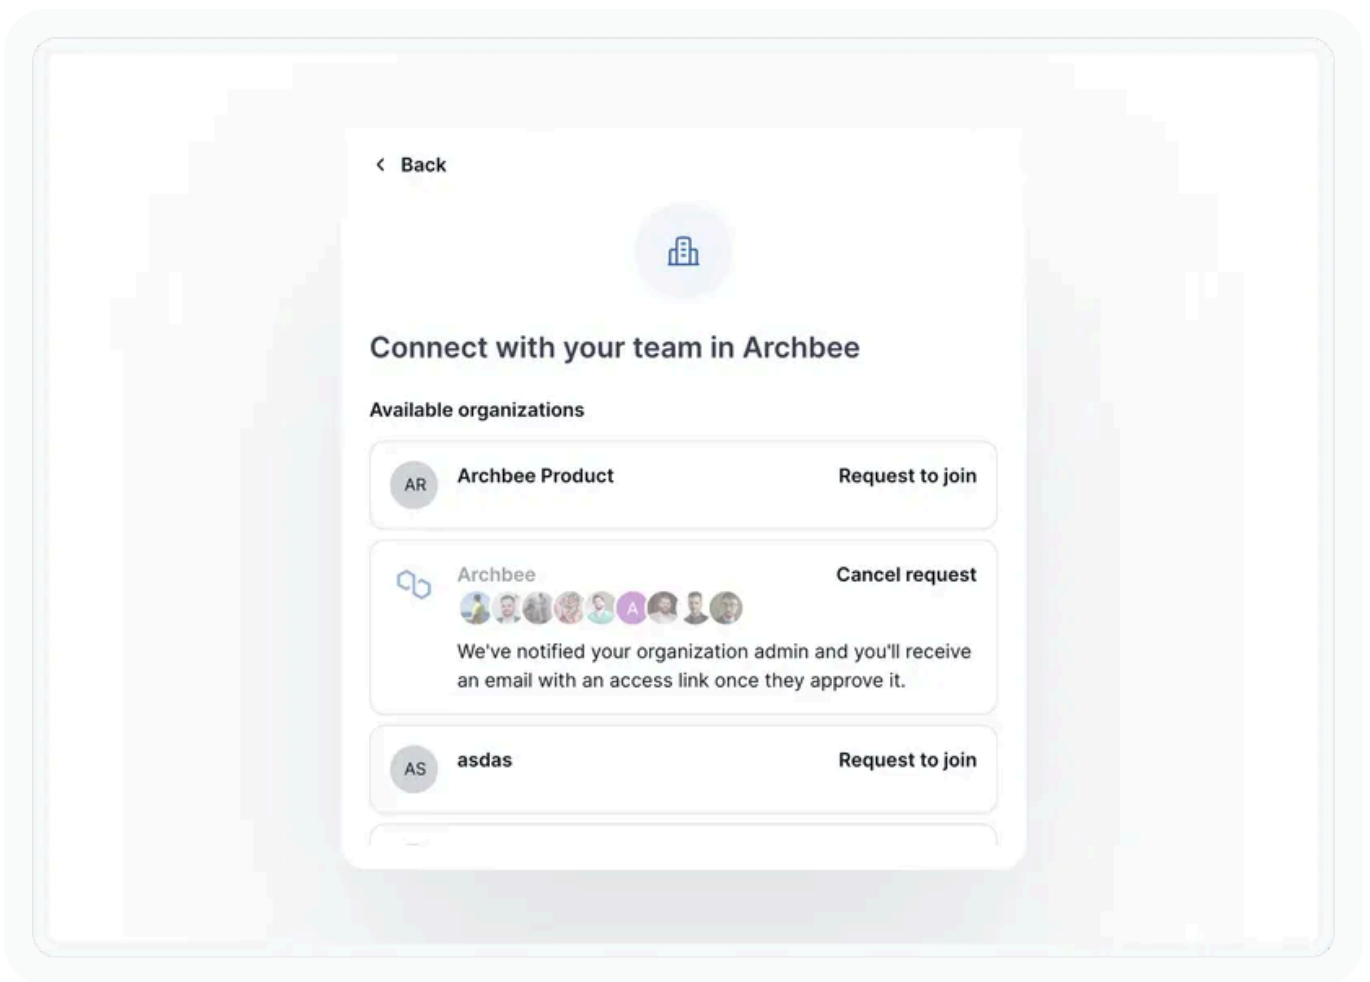 Back
Connect with your team in Archbee
Available organizations
AR
Archbee Product
Request to join
Archbee
Cancel request
A
We've notified your organization admin and you'll receive
an email with an access link once they approve it.
AS
asdas
Request to join